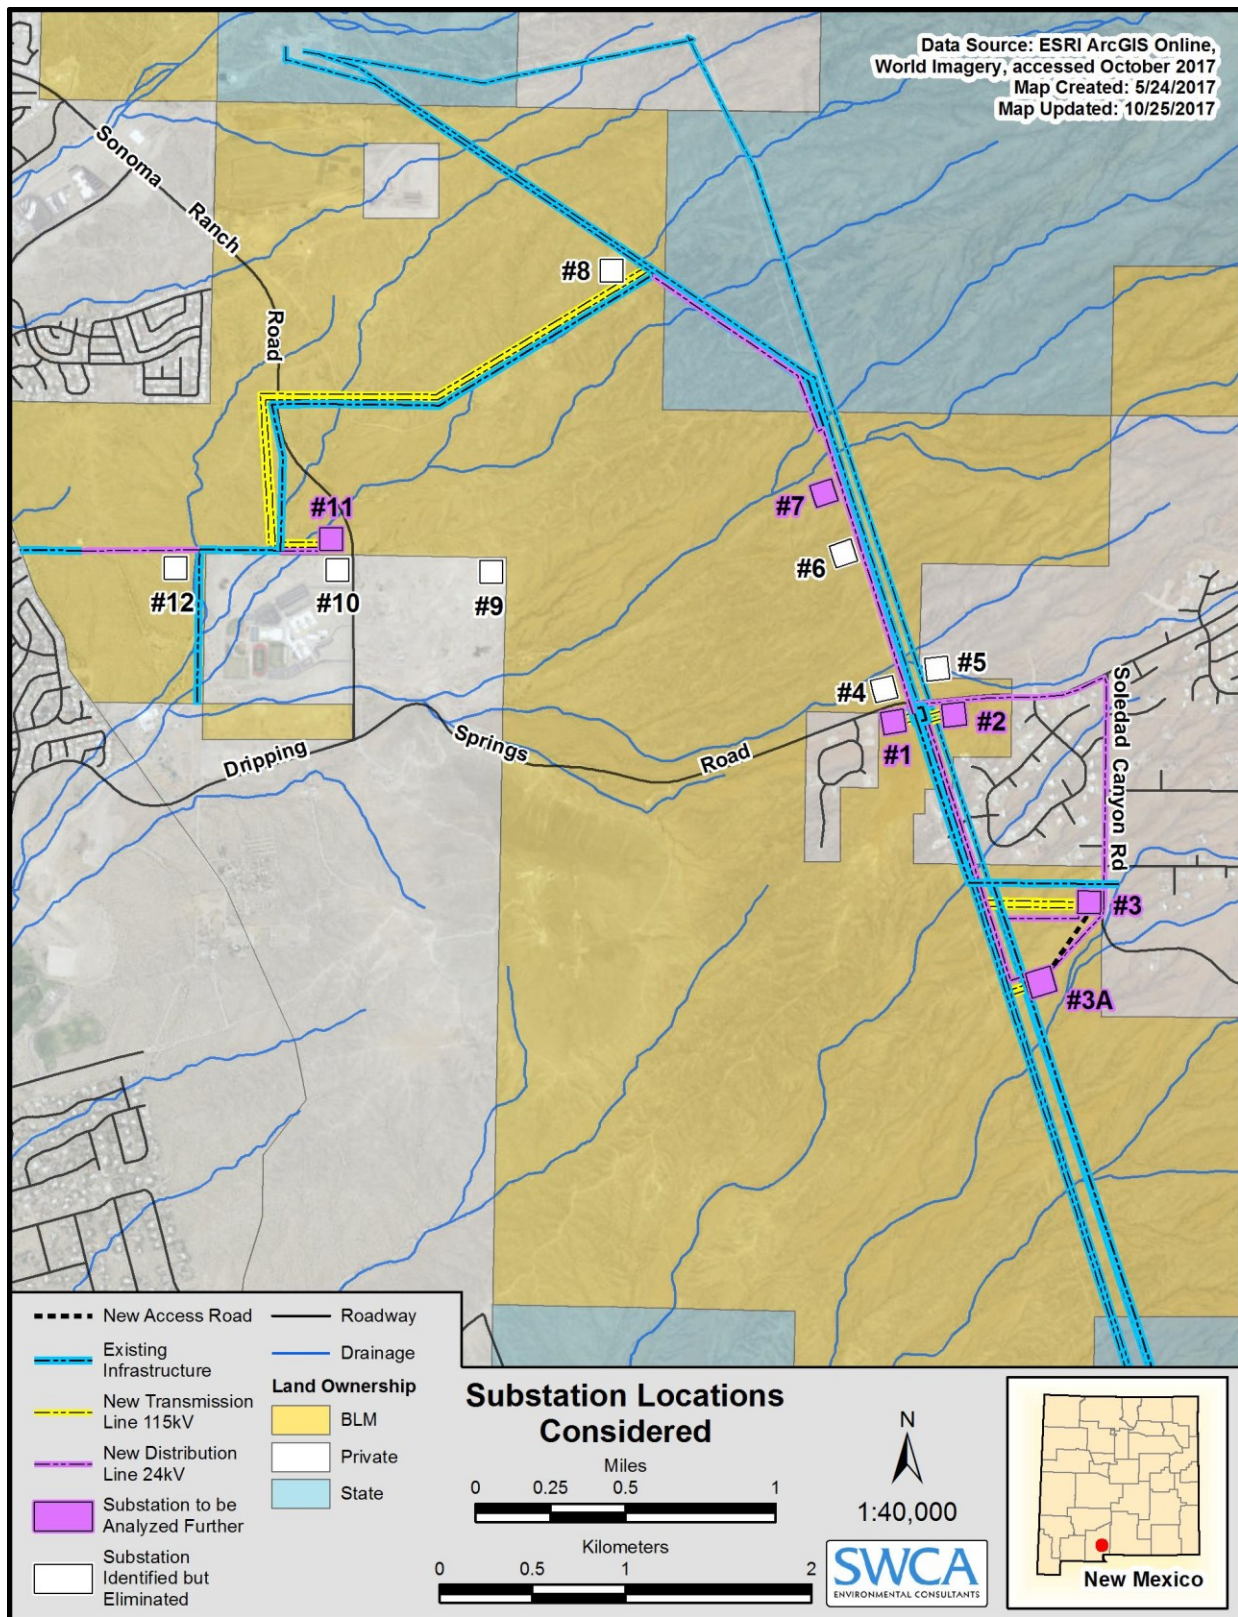 Data Source: ESRI ArcGIS Online,
World Imagery, accessed October 2017
Map Created: 5/24/2017
Map Updated: 10/25/2017
Sonoma
Ranch
Road
#8
#7
#11
#6
#12
#10
#9
#5
#4
#2
#1
Soledad Canyon Rd
Dripping
Springs
Road
#3
#3A
New Access Road
Existing
Infrastructure
New Transmission
Line 115kV
New Distribution
Line 24kV
Substation to be
Analyzed Further
Substation
Identified but
Eliminated
Roadway
Drainage
Land Ownership
BLM
Private
State
Substation Locations
Considered
Miles
0 0.25 0.5 1
Kilometers
0 0.5 1 2
N
1:40,000
SWCA
ENVIRONMENTAL CONSULTANTS
New Mexico